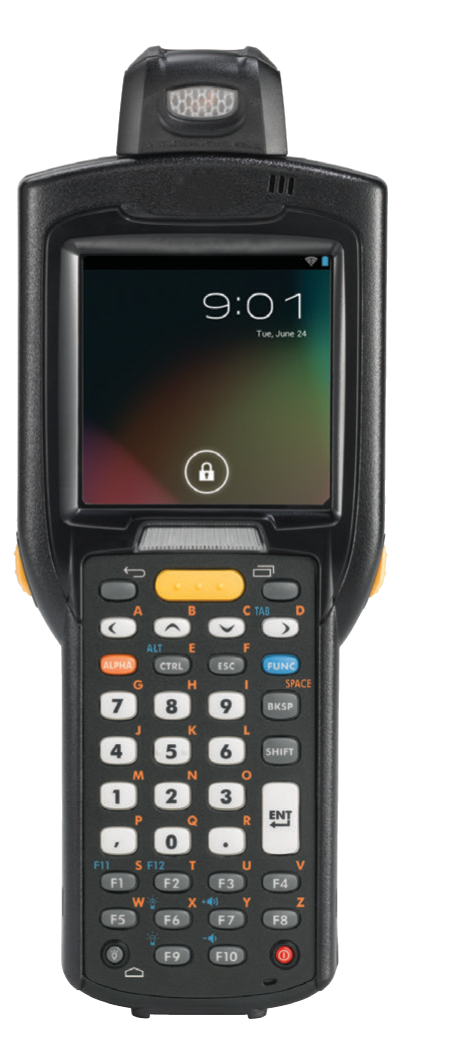 9:01
Tue, June 24
A B C TAB D
ALT E F
ALPHA CTRL ESC FUNC
G H I SPACE
7 8 9 BKSP
J K L
4 5 6 SHIFT
M N O
1 2 3 ENT
P Q R
, 0 .
F11 S F12 T U V
F1 F2 F3 F4
W X Y Z
F5 F6 F7 F8
F9 F10